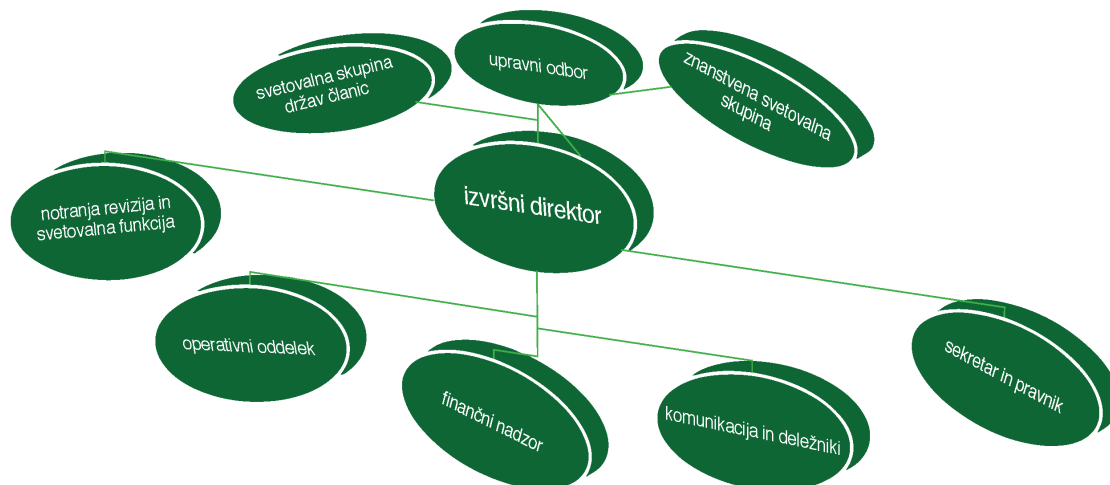 svetovalna skupina
držav članic
upravni odbor
znanstvena svetovalna
skupina
izvršni direktor
notranja revizija in
svetovalna funkcija
operativni oddelek
finančni nadzor
komunikacija in deležniki
sekretar in pravnik